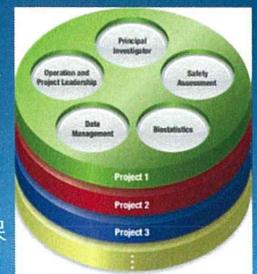 Principal
Investigator
Operation and
Project Leadership
Safety
Assessment
Data
Management
Biostatistics
Project 1
Project 2
Project 3